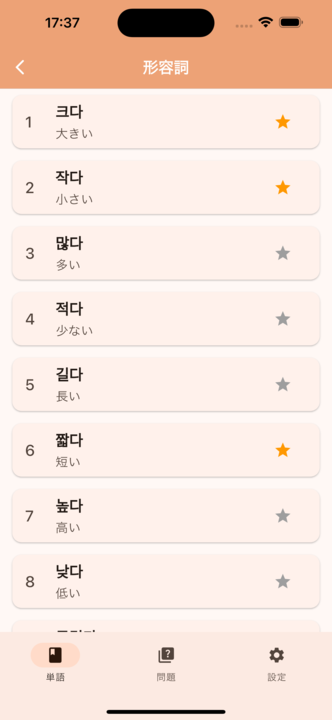 17:37
形容詞
1
크다
大きい
2
작다
小さい
3
많다
多い
4
적다
少ない
5
길다
長い
6
짧다
短い
7
높다
高い
8
낮다
低い
単語
問題
設定